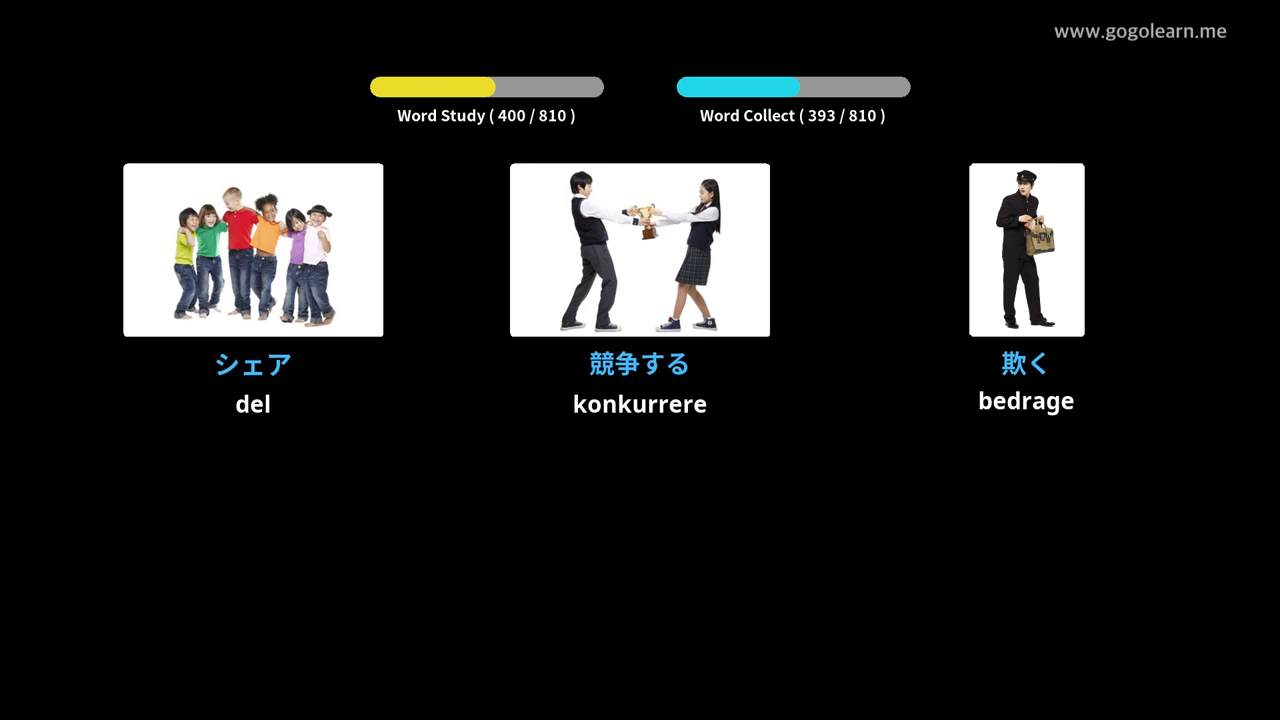 www.gogolearn.me
Word Study ( 400 / 810 )
Word Collect ( 393 / 810 )
シェア
del
競争する
konkurrere
欺く
bedrage